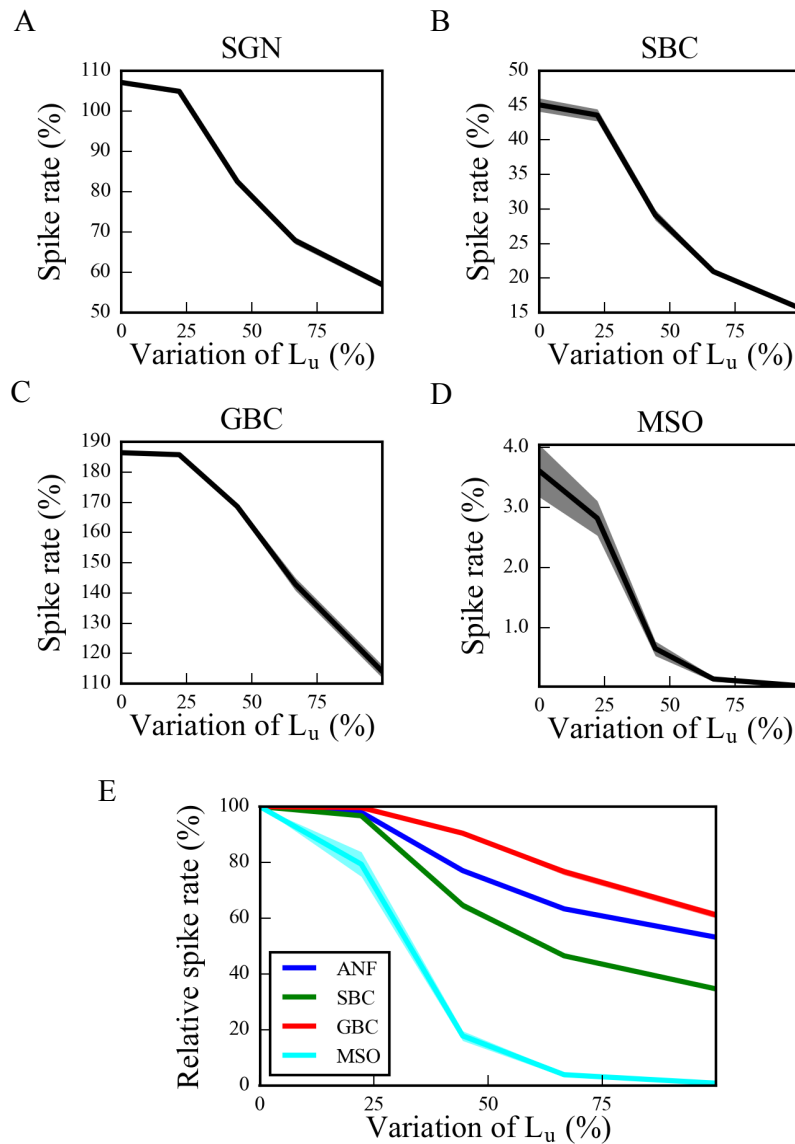 A
SGN
110
100
90
80
70
60
50
Spike rate (%)
0 25 50 75
Variation of Lu (%)
B
SBC
50
45
40
35
30
25
20
15
Spike rate (%)
0 25 50 75
Variation of Lu (%)
C
GBC
190
180
170
160
150
140
130
120
110
Spike rate (%)
0 25 50 75
Variation of Lu (%)
D
MSO
4.0
3.0
2.0
1.0
Spike rate (%)
0 25 50 75
Variation of Lu (%)
E
100
80
60
40
20
0
Relative spike rate (%)
ANF
SBC
GBC
MSO
0 25 50 75
Variation of Lu (%)